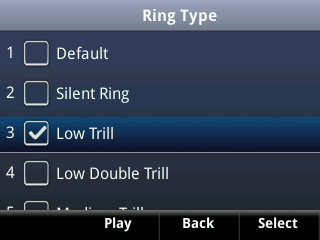 Ring Type
1 Default
2 Silent Ring
3 Low Trill
4 Low Double Trill
Play Back Select